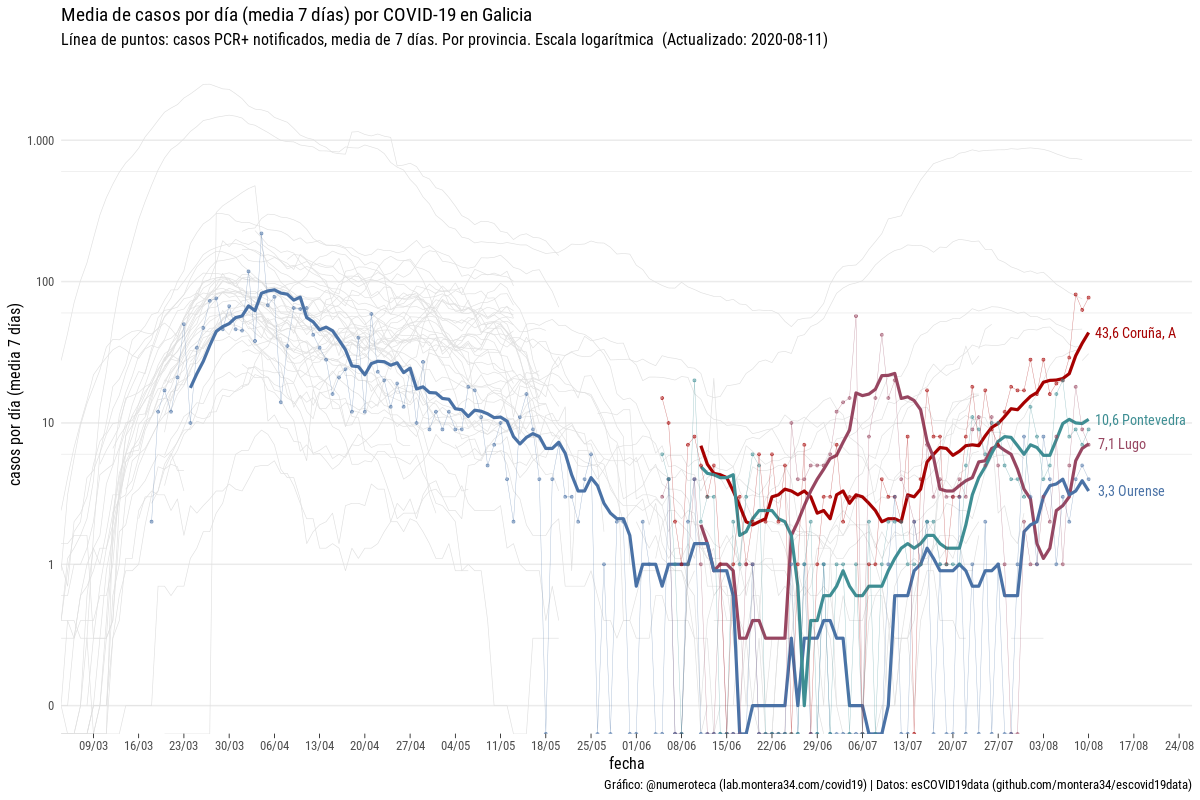 Media de casos por día (media 7 días) por COVID-19 en Galicia
Línea de puntos: casos PCR+ notificados, media de 7 días. Por provincia. Escala logarítmica (Actualizado: 2020-08-11)
casos por día (media 7 días)
1.000
100
10
1
0
43,6 Coruña, A
10,6 Pontevedra
7,1 Lugo
3,3 Ourense
09/03 16/03 23/03 30/03 06/04 13/04 20/04 27/04 04/05 11/05 18/05 25/05 01/06 08/06 15/06 22/06 29/06 06/07 13/07 20/07 27/07 03/08 10/08 17/08 24/08
fecha
Gráfico: @numeroteca (lab.montera34.com/covid19) | Datos: esCOVID19data (github.com/montera34/escovid19data)